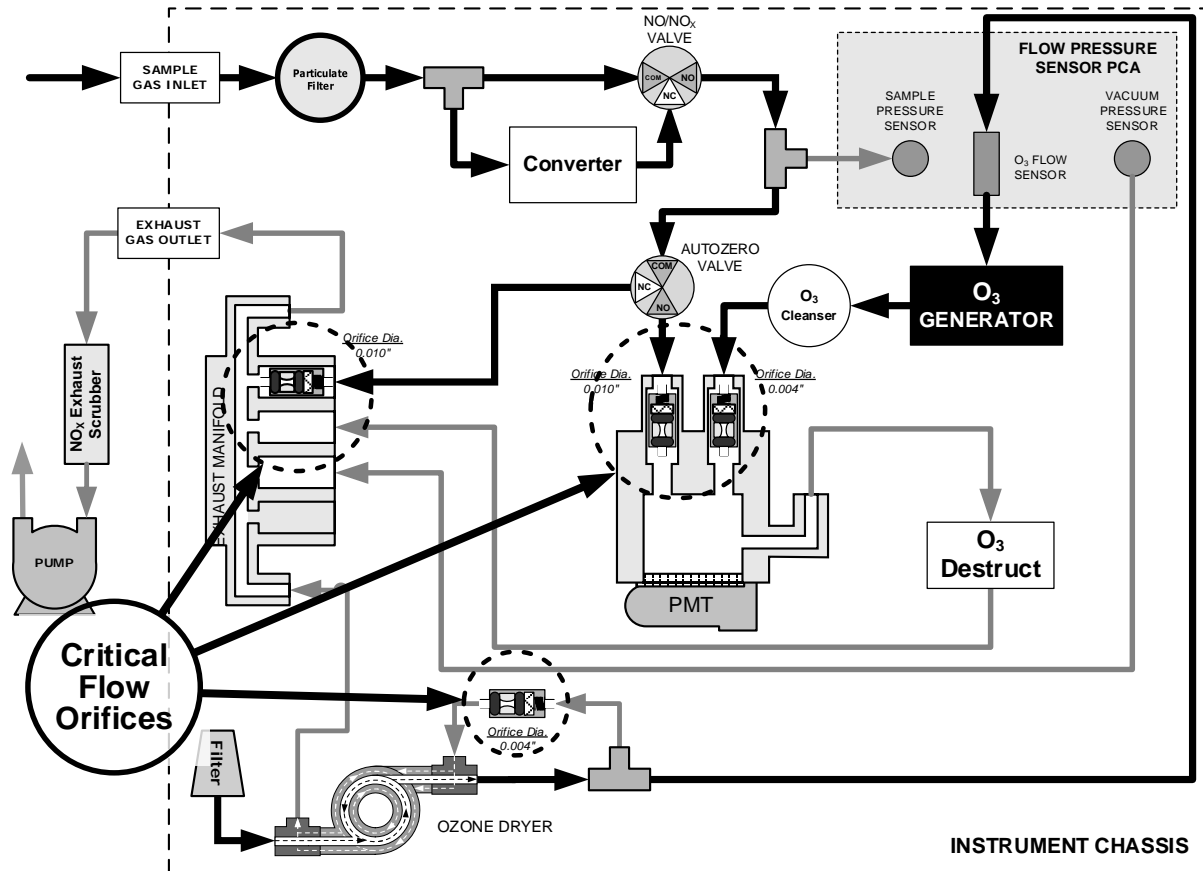 SAMPLE
GAS INLET
Particulate
Filter
NO/NOX
VALVE
COM
NO
NC
Converter
FLOW PRESSURE
SENSOR PCA
SAMPLE
PRESSURE
SENSOR
O3 FLOW
SENSOR
VACUUM
PRESSURE
SENSOR
EXHAUST
GAS OUTLET
AUTOZERO
VALVE
COM
NC
NO
O3
Cleanser
O3
GENERATOR
Orifice Dia.
0.010"
Orifice Dia.
0.010"
Orifice Dia.
0.004"
NOX Exhaust
Scrubber
EXHAUST MANIFOLD
PUMP
O3
Destruct
PMT
Critical
Flow
Orifices
Orifice Dia.
0.004"
Filter
OZONE DRYER
INSTRUMENT CHASSIS